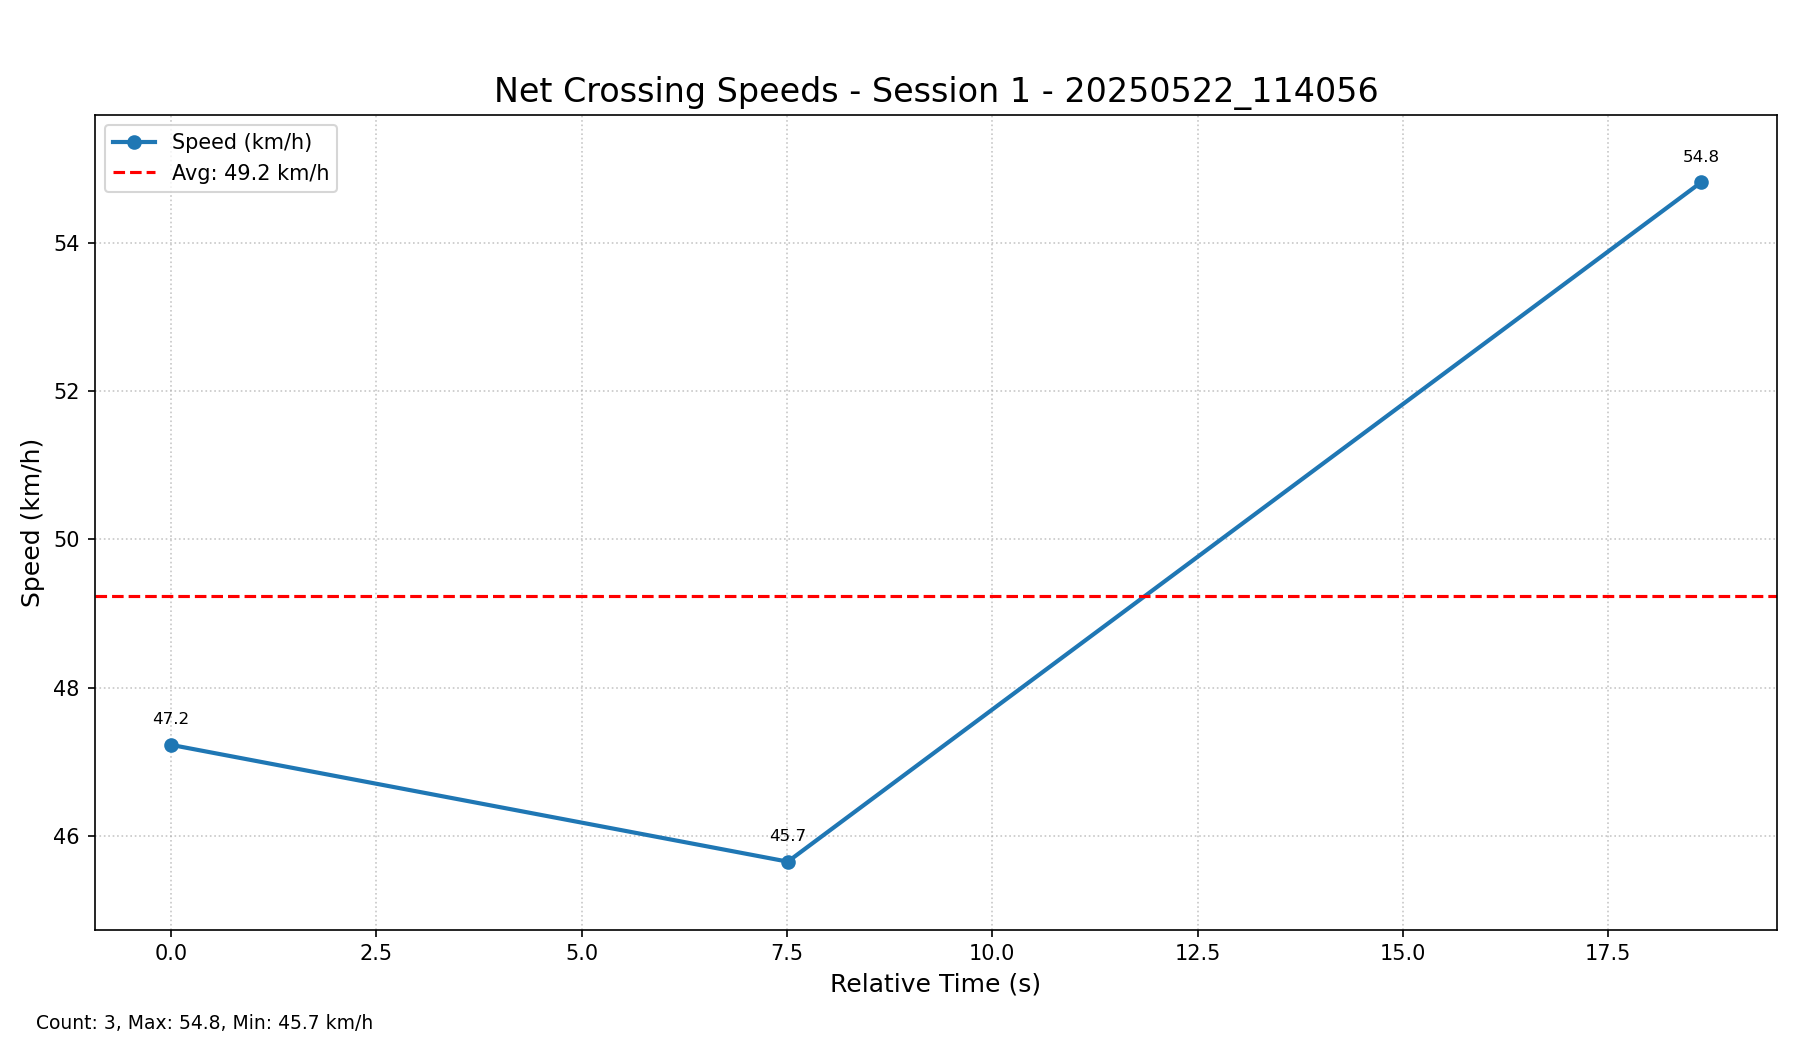 Net Crossing Speeds - Session 1 - 20250522_114056
Speed (km/h)
Avg: 49.2 km/h
54.8
47.2
45.7
54
52
50
48
46
Speed (km/h)
0.0 2.5 5.0 7.5 10.0 12.5 15.0 17.5
Relative Time (s)
Count: 3, Max: 54.8, Min: 45.7 km/h